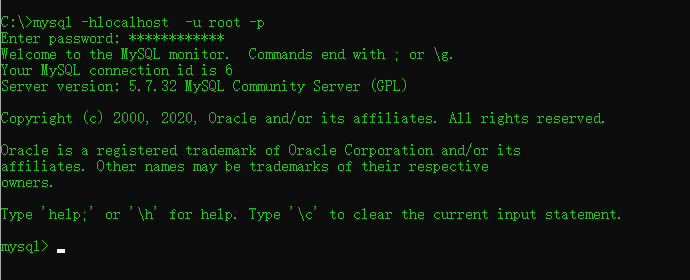 C:\>mysql -hlocalhost  -u root -p
Enter password: ************
Welcome to the MySQL monitor.  Commands end with ; or \g.
Your MySQL connection id is 6
Server version: 5.7.32 MySQL Community Server (GPL)
Copyright (c) 2000, 2020, Oracle and/or its affiliates. All rights reserved.
Oracle is a registered trademark of Oracle Corporation and/or its
affiliates. Other names may be trademarks of their respective
owners.
Type 'help;' or '\h' for help. Type '\c' to clear the current input statement.
mysql>